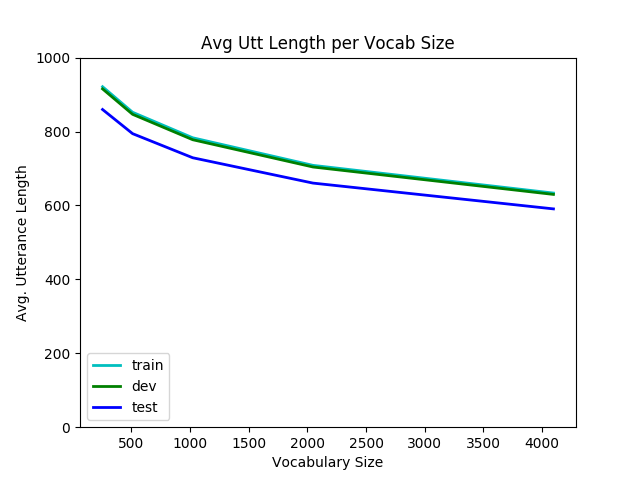 Avg Utt Length per Vocab Size
1000
800
600
400
200
0
Avg. Utterance Length
train
dev
test
500 1000 1500 2000 2500 3000 3500 4000
Vocabulary Size